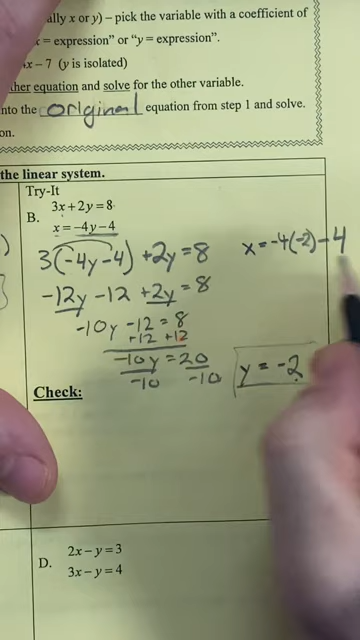 ally x or y) – pick the variable with a coefficient of
= expression" or "y = expression".
x − 7 (y is isolated)
her equation and solve for the other variable.
nto the original equation from step 1 and solve.
on.
the linear system.
Try-It
B. 3x + 2y = 8
x = −4y − 4
3(−4y−4) + 2y = 8
x = −4(−2) − 4
−12y − 12 + 2y = 8
−10y − 12 = 8
+12 +12
−10y = 20
−10 −10
y = −2
Check:
D. 2x − y = 3
3x − y = 4